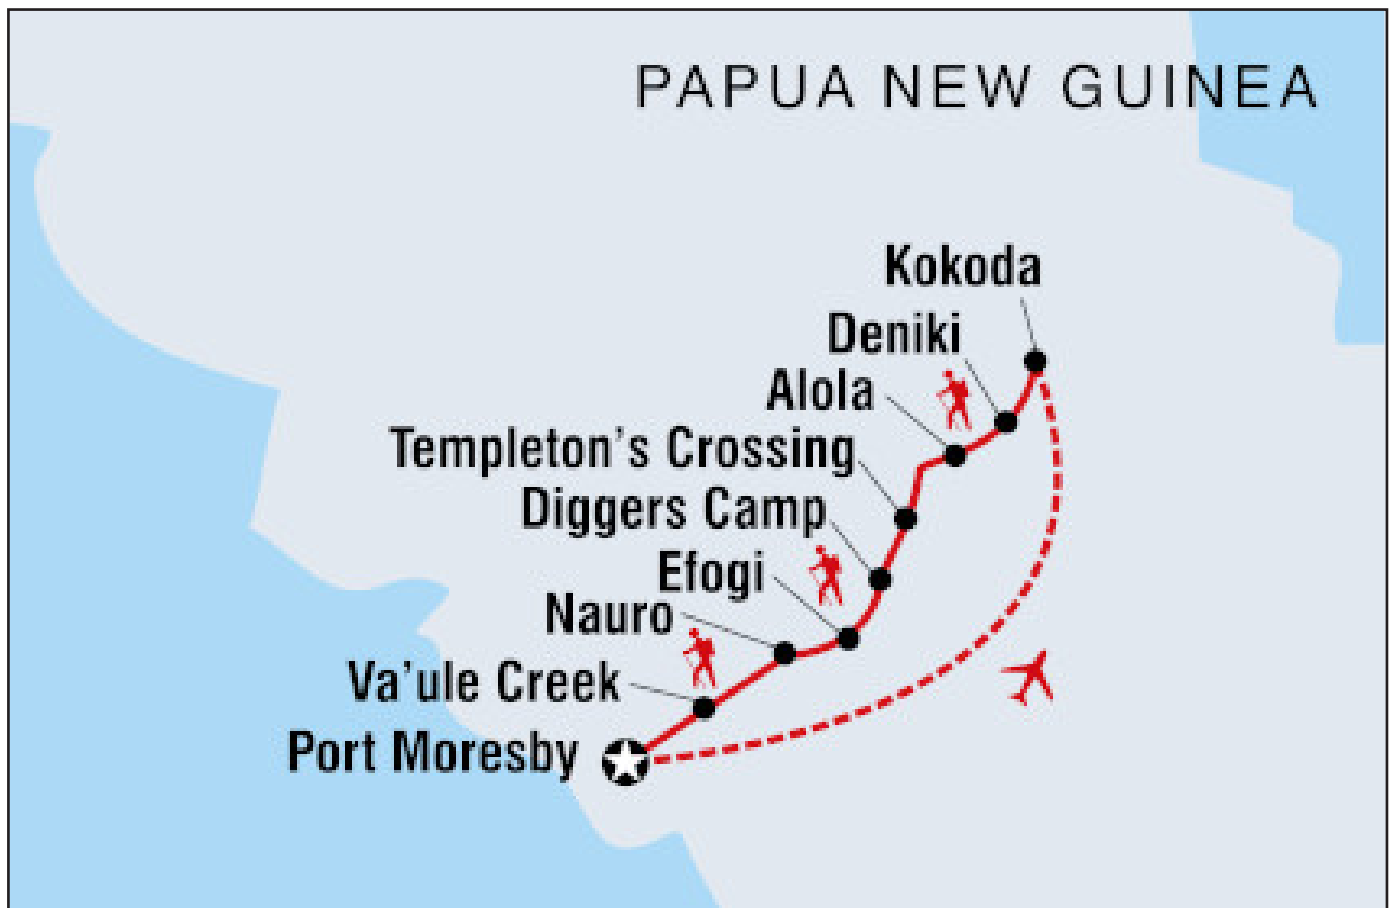 PAPUA NEW GUINEA
Kokoda
Deniki
Alola
Templeton’s Crossing
Diggers Camp
Efogi
Nauro
Va’ule Creek
Port Moresby